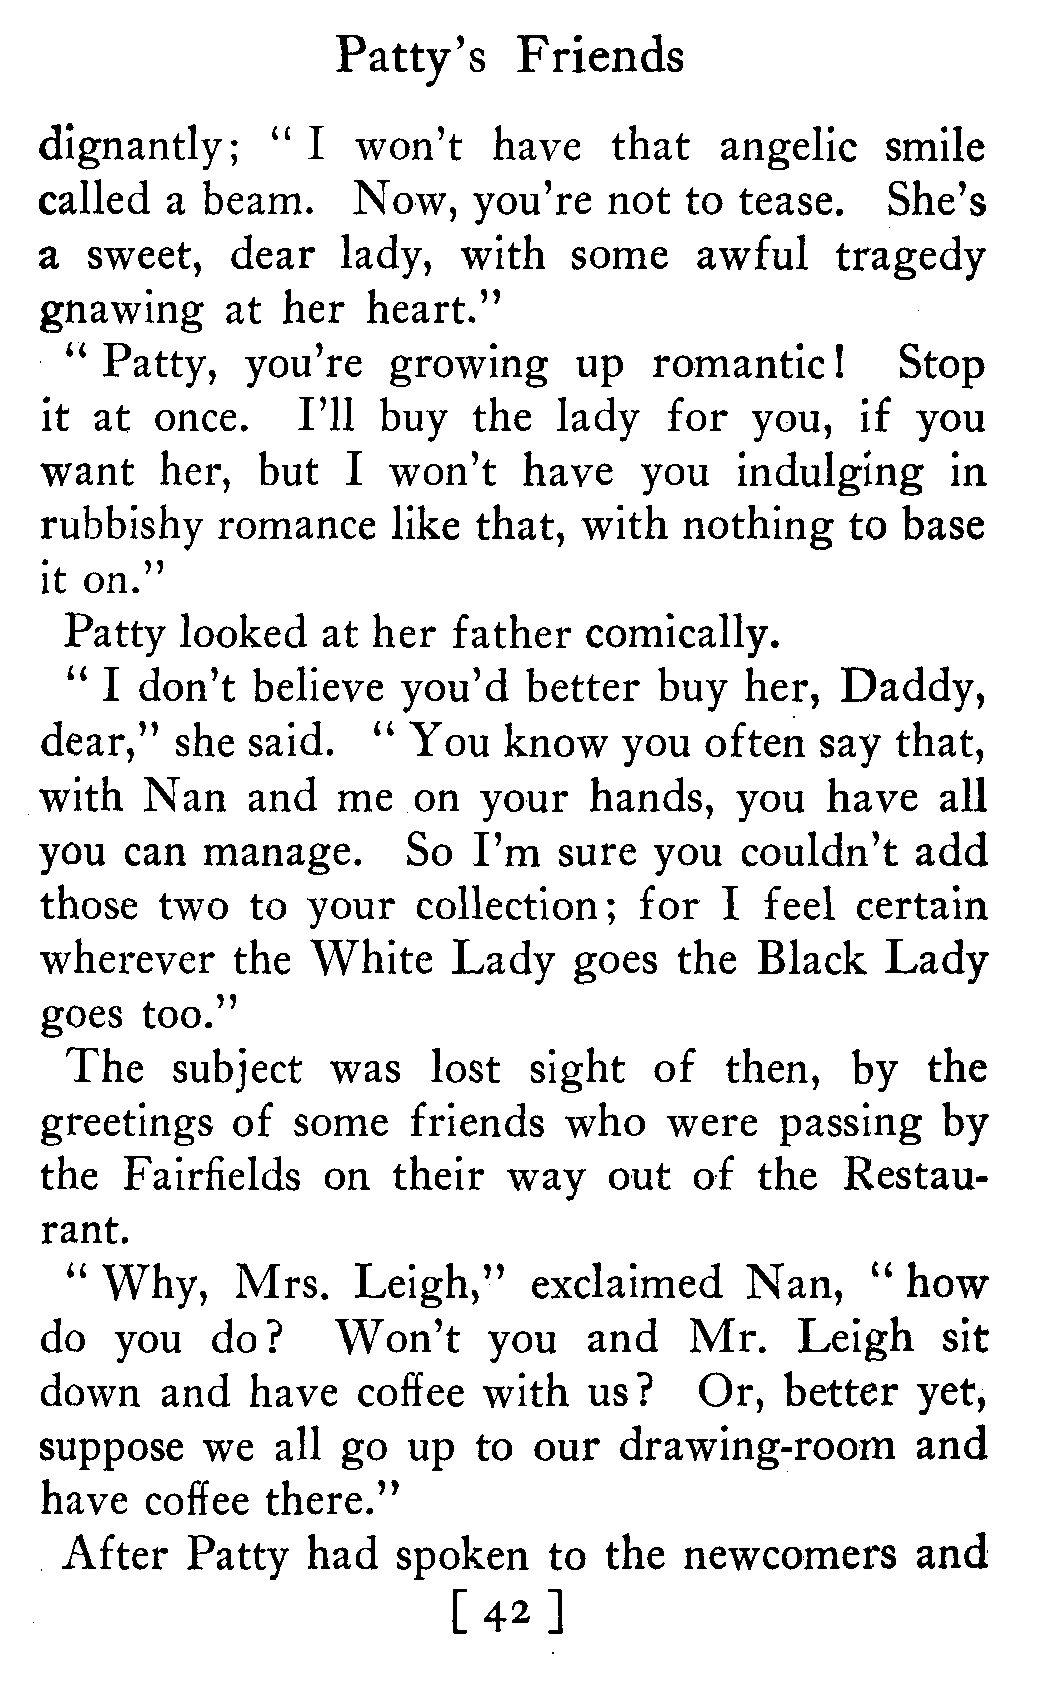 Patty's Friends
dignantly; “ I won't have that angelic smile
called a beam. Now, you're not to tease. She's
a sweet, dear lady, with some awful tragedy
gnawing at her heart.”
“ Patty, you're growing up romantic! Stop
it at once. I'll buy the lady for you, if you
want her, but I won't have you indulging in
rubbishy romance like that, with nothing to base
it on.”
Patty looked at her father comically.
“ I don't believe you'd better buy her, Daddy,
dear,” she said. “ You know you often say that,
with Nan and me on your hands, you have all
you can manage. So I'm sure you couldn't add
those two to your collection; for I feel certain
wherever the White Lady goes the Black Lady
goes too.”
The subject was lost sight of then, by the
greetings of some friends who were passing by
the Fairfields on their way out of the Restau-
rant.
“ Why, Mrs. Leigh,” exclaimed Nan, “ how
do you do? Won't you and Mr. Leigh sit
down and have coffee with us? Or, better yet,
suppose we all go up to our drawing-room and
have coffee there.”
After Patty had spoken to the newcomers and
[ 42 ]